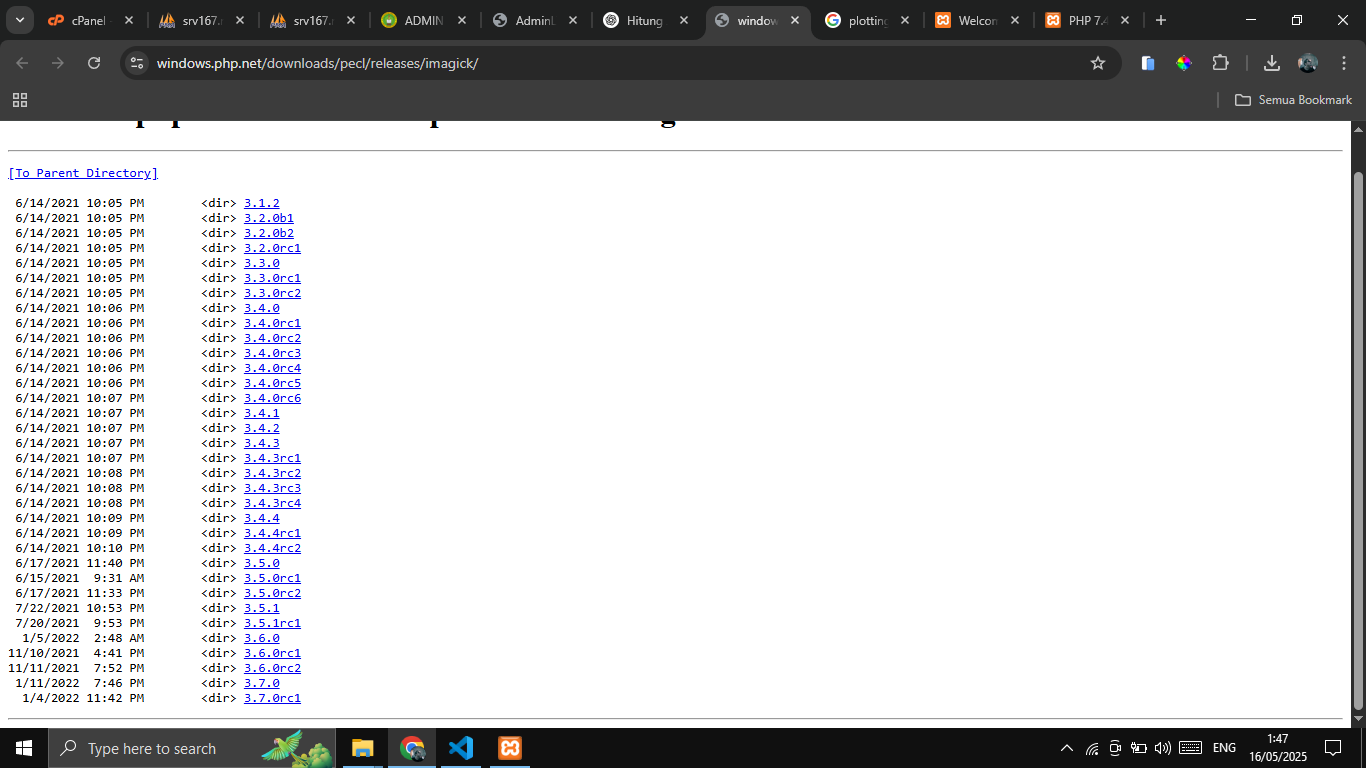 cPanel
srv167.
srv167.
ADMIN
AdminL
Hitung
window
plotting
Welcom
PHP 7.4
windows.php.net/downloads/pecl/releases/imagick/
Semua Bookmark
[To Parent Directory]
6/14/2021 10:05 PM <dir> 3.1.2
6/14/2021 10:05 PM <dir> 3.2.0b1
6/14/2021 10:05 PM <dir> 3.2.0b2
6/14/2021 10:05 PM <dir> 3.2.0rc1
6/14/2021 10:05 PM <dir> 3.3.0
6/14/2021 10:05 PM <dir> 3.3.0rc1
6/14/2021 10:05 PM <dir> 3.3.0rc2
6/14/2021 10:06 PM <dir> 3.4.0
6/14/2021 10:06 PM <dir> 3.4.0rc1
6/14/2021 10:06 PM <dir> 3.4.0rc2
6/14/2021 10:06 PM <dir> 3.4.0rc3
6/14/2021 10:06 PM <dir> 3.4.0rc4
6/14/2021 10:06 PM <dir> 3.4.0rc5
6/14/2021 10:07 PM <dir> 3.4.0rc6
6/14/2021 10:07 PM <dir> 3.4.1
6/14/2021 10:07 PM <dir> 3.4.2
6/14/2021 10:07 PM <dir> 3.4.3
6/14/2021 10:07 PM <dir> 3.4.3rc1
6/14/2021 10:08 PM <dir> 3.4.3rc2
6/14/2021 10:08 PM <dir> 3.4.3rc3
6/14/2021 10:08 PM <dir> 3.4.3rc4
6/14/2021 10:09 PM <dir> 3.4.4
6/14/2021 10:09 PM <dir> 3.4.4rc1
6/14/2021 10:10 PM <dir> 3.4.4rc2
6/17/2021 11:40 PM <dir> 3.5.0
6/15/2021 9:31 AM <dir> 3.5.0rc1
6/17/2021 11:33 PM <dir> 3.5.0rc2
7/22/2021 10:53 PM <dir> 3.5.1
7/20/2021 9:53 PM <dir> 3.5.1rc1
1/5/2022 2:48 AM <dir> 3.6.0
11/10/2021 4:41 PM <dir> 3.6.0rc1
11/11/2021 7:52 PM <dir> 3.6.0rc2
1/11/2022 7:46 PM <dir> 3.7.0
1/4/2022 11:42 PM <dir> 3.7.0rc1
Type here to search
ENG
1:47
16/05/2025